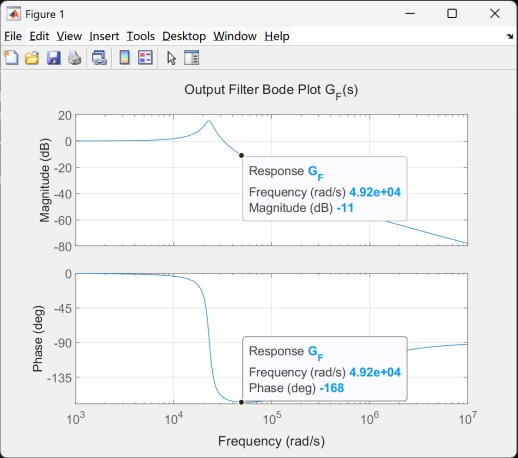 Figure 1
File Edit View Insert Tools Desktop Window Help
Output Filter Bode Plot G_F(s)
Magnitude (dB)
20
0
-20
-40
-60
-80
Response G_F
Frequency (rad/s) 4.92e+04
Magnitude (dB) -11
Phase (deg)
0
-45
-90
-135
Response G_F
Frequency (rad/s) 4.92e+04
Phase (deg) -168
10^3 10^4 10^5 10^6 10^7
Frequency (rad/s)